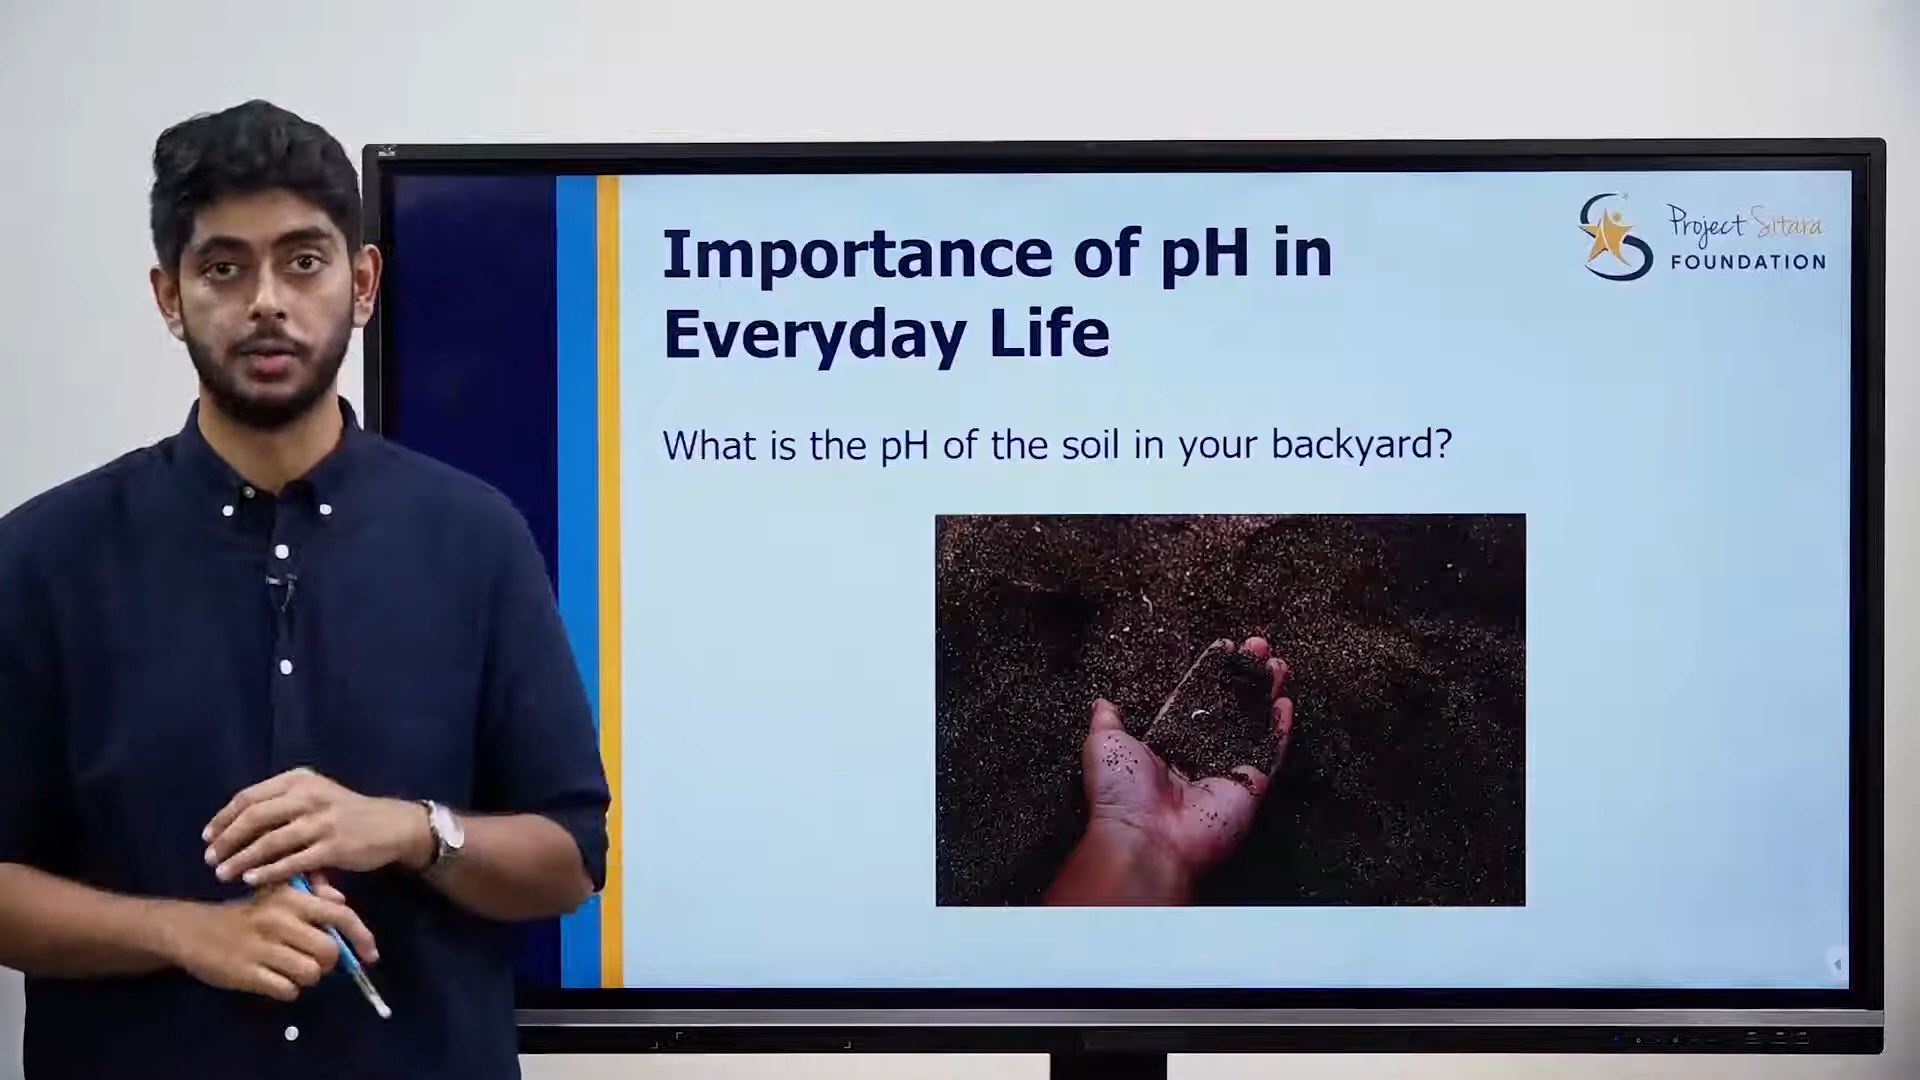 Importance of pH in
Everyday Life
Project Sitara
FOUNDATION
What is the pH of the soil in your backyard?